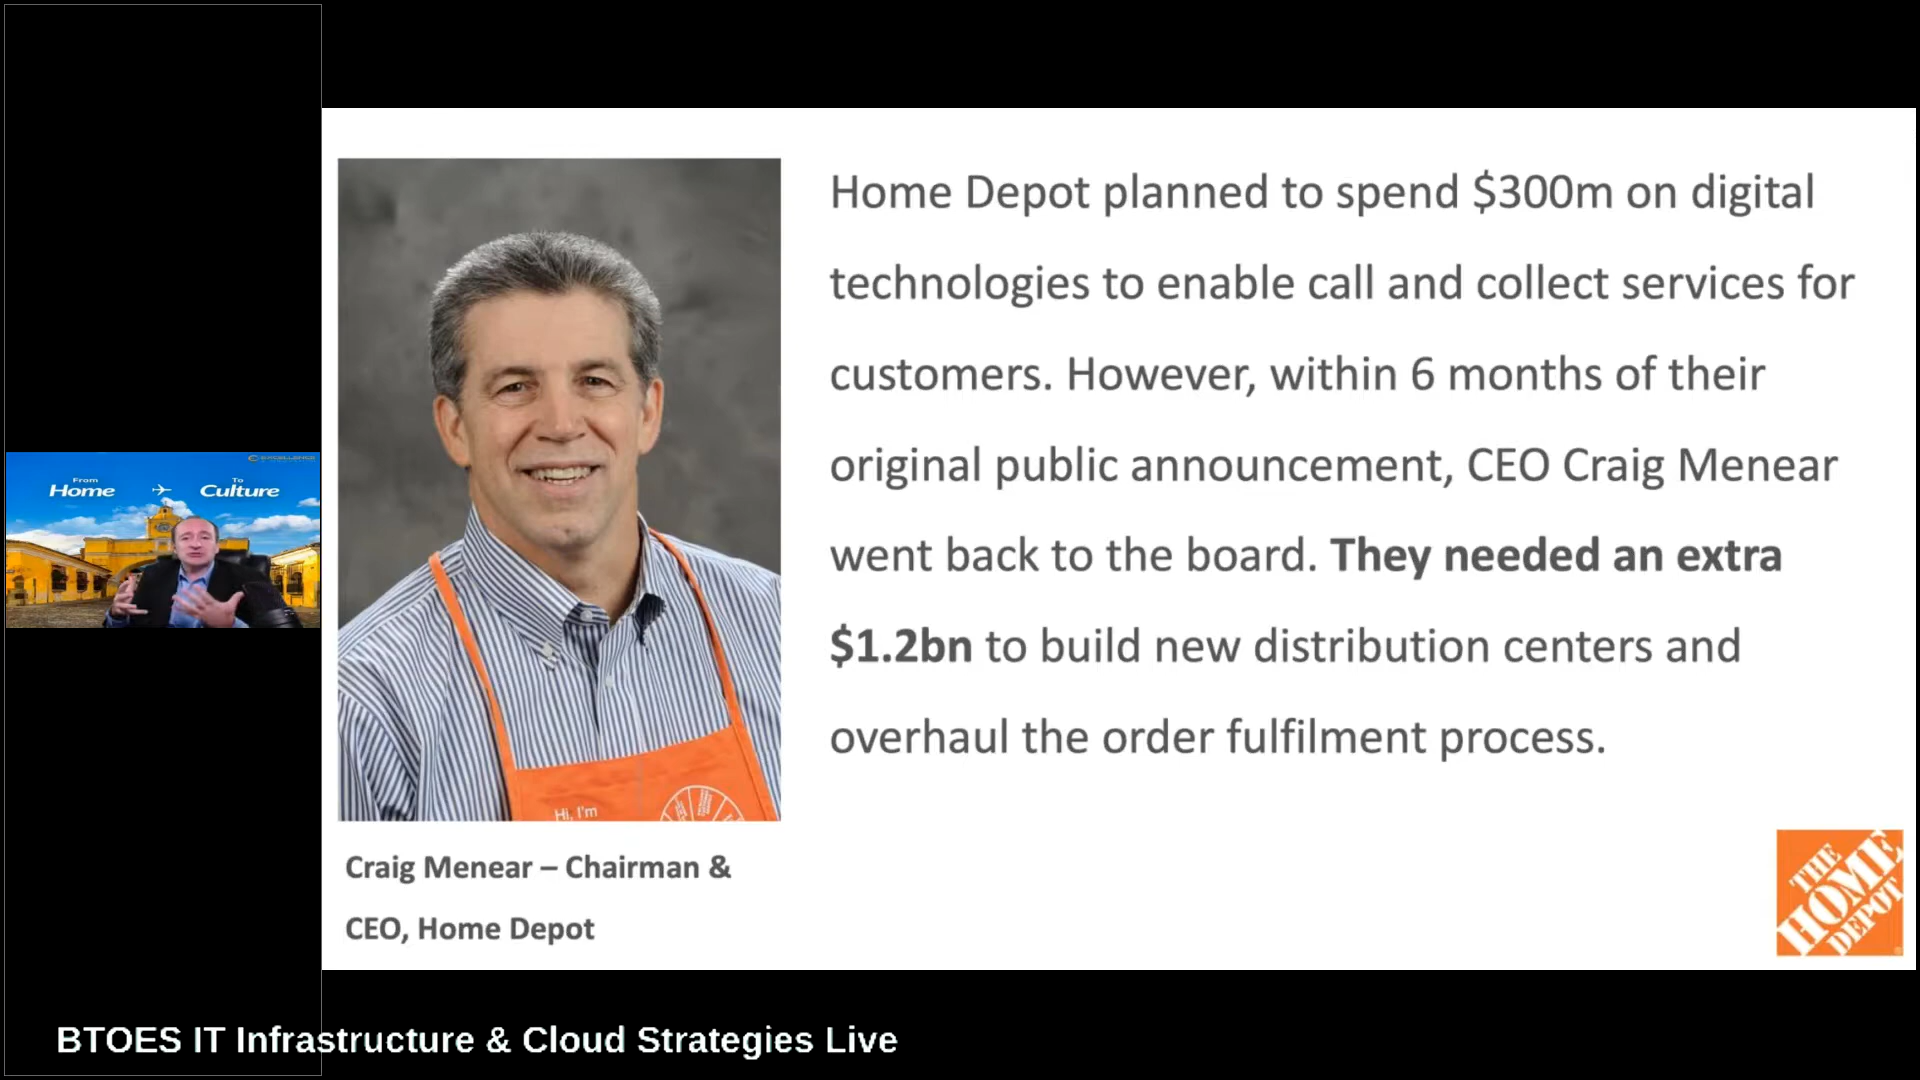 From To
Home Culture
Home Depot planned to spend $300m on digital
technologies to enable call and collect services for
customers. However, within 6 months of their
original public announcement, CEO Craig Menear
went back to the board. They needed an extra
$1.2bn to build new distribution centers and
overhaul the order fulfilment process.
Hi, I'm
Craig Menear – Chairman &
CEO, Home Depot
THE
HOME
DEPOT
BTOES IT Infrastructure & Cloud Strategies Live